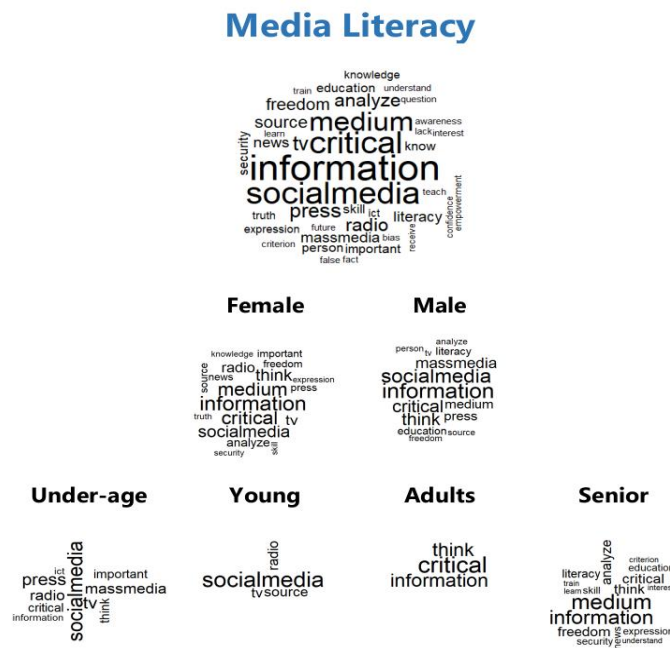 Media Literacy
knowledge
train education understand
freedom analyze question
source medium awareness
learn lack interest
security news tv critical know
information
socialmedia teach
press skill ict literacy confidence empowerment
truth radio
expression future massmedia bias receive
criterion person important
false fact
Female Male
knowledge important
radio freedom
source news think expression
medium press
information
truth critical tv
socialmedia
analyze skill
security
analyze
person tv literacy
massmedia
socialmedia
information
critical medium
think press
education source
freedom
Under-age Young Adults Senior
socialmedia
ict important
press massmedia
radio tv
critical think
information
radio
socialmedia
tv source
think
critical
information
analyze criterion
literacy education
train critical
learn skill think interest
medium
information
freedom news expression
security understand